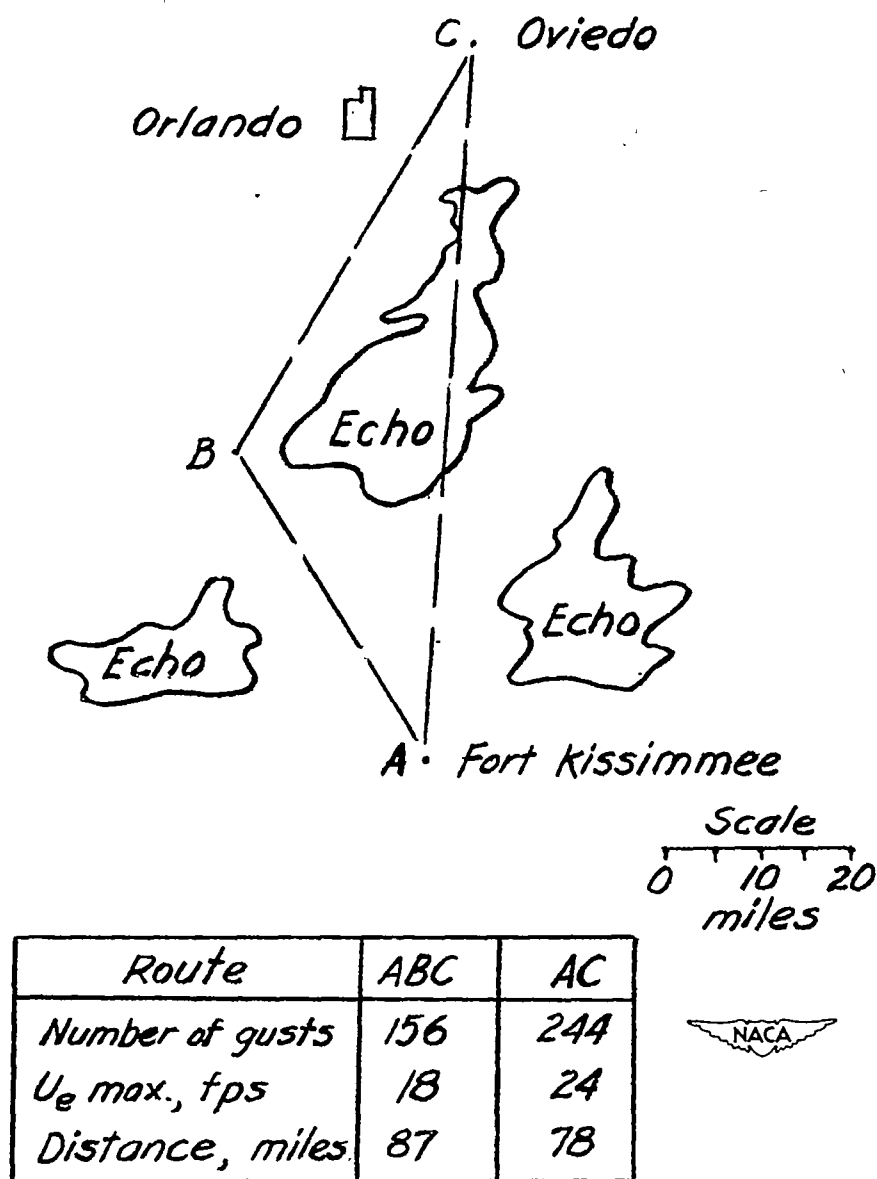 C. Oviedo
Orlando
Echo
B
Echo
Echo
A. Fort Kissimmee
Scale
0 10 20
miles
Route ABC AC
Number of gusts 156 244
Ue max., fps 18 24
Distance, miles 87 78
NACA